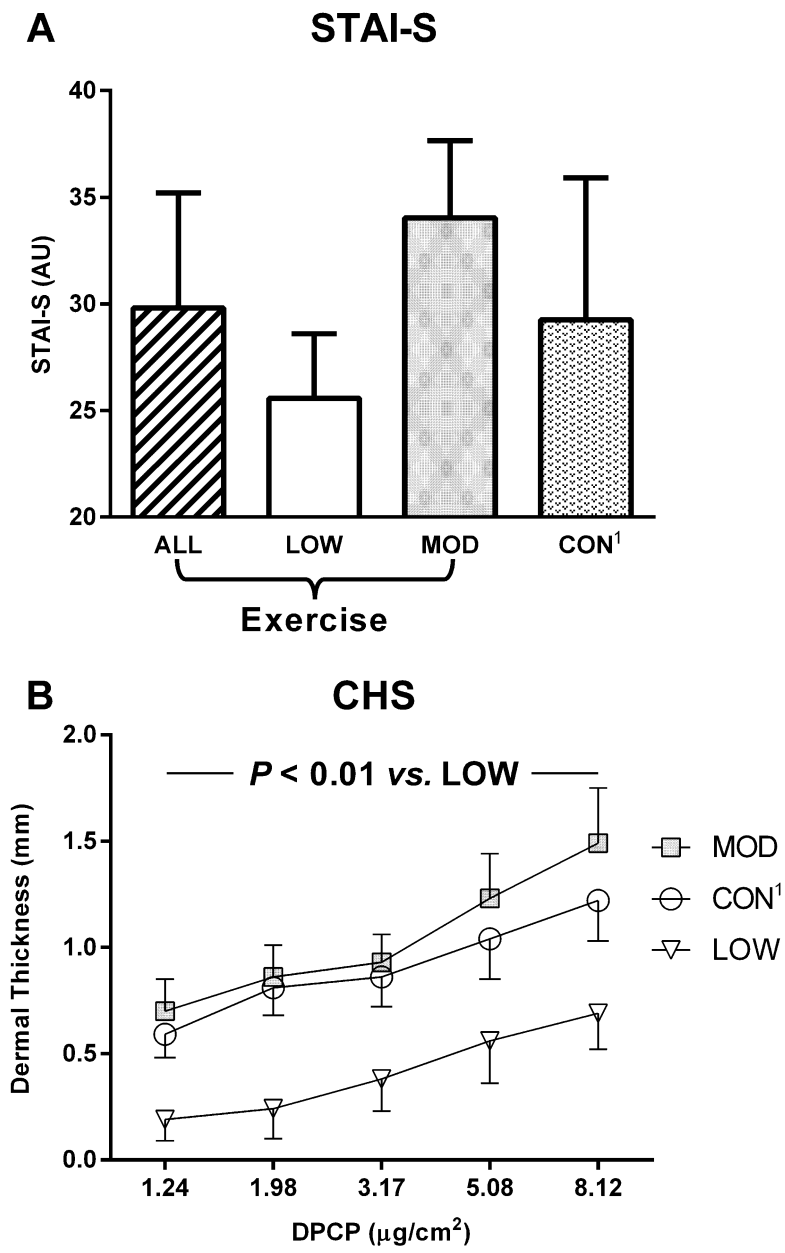 A
STAI-S
STAI-S (AU)
40
35
30
25
20
ALL LOW MOD CON¹
Exercise
B
CHS
Dermal Thickness (mm)
2.0
1.5
1.0
0.5
0.0
P < 0.01 vs. LOW
MOD
CON¹
LOW
1.24 1.98 3.17 5.08 8.12
DPCP (μg/cm²)